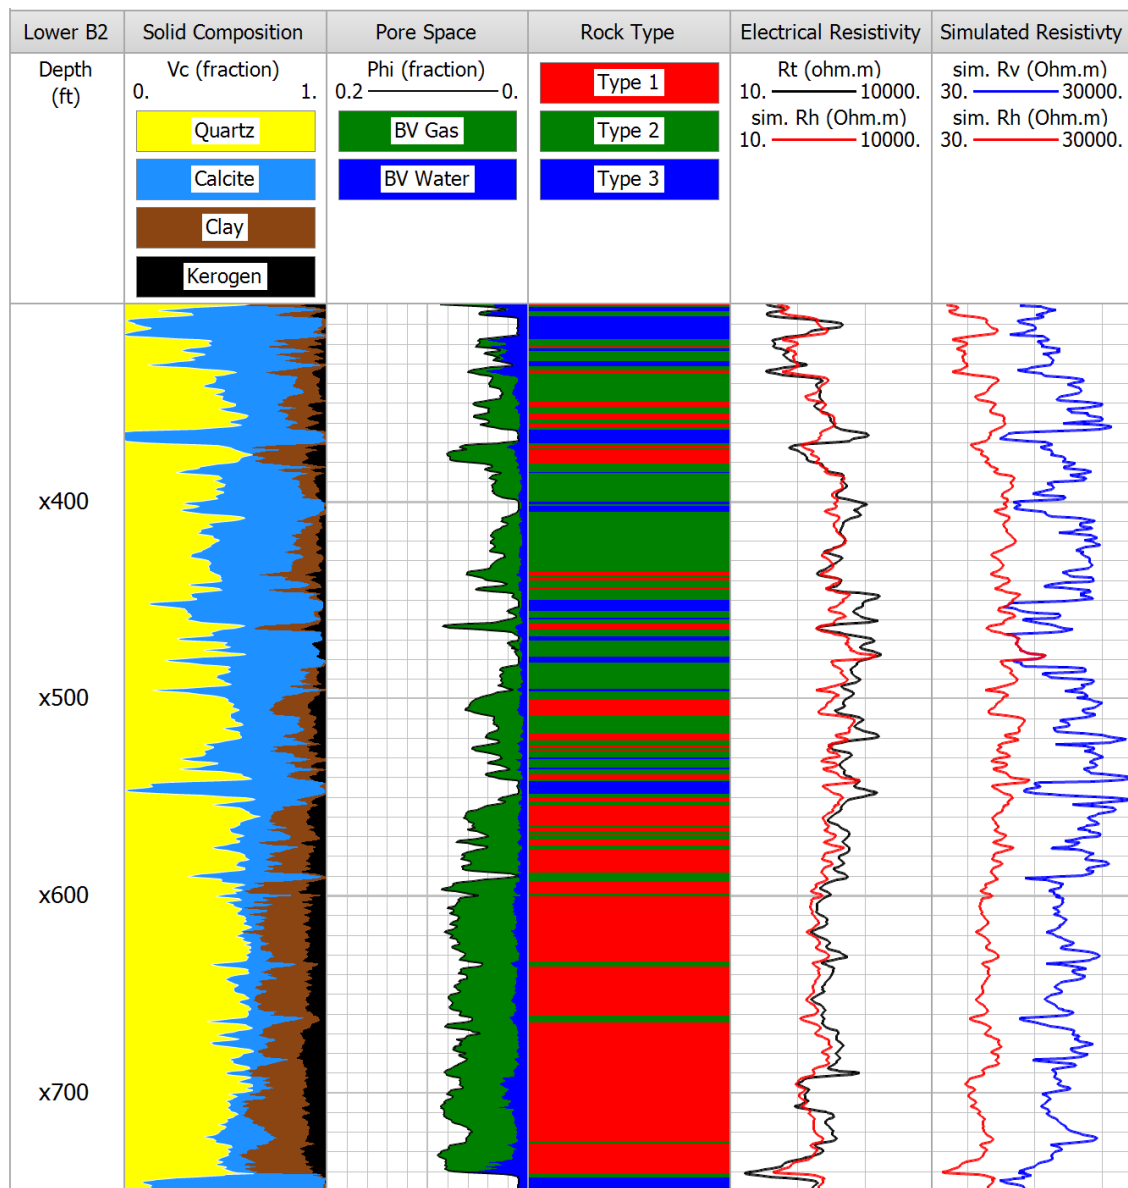 Lower B2 Solid Composition Pore Space Rock Type Electrical Resistivity Simulated Resistivty
Depth
(ft)
Vc (fraction)
0. 1.
Quartz
Calcite
Clay
Kerogen
Phi (fraction)
0.2 0.
BV Gas
BV Water
Type 1
Type 2
Type 3
Rt (ohm.m)
10. 10000.
sim. Rh (Ohm.m)
10. 10000.
sim. Rv (Ohm.m)
30. 30000.
sim. Rh (Ohm.m)
30. 30000.
x400
x500
x600
x700